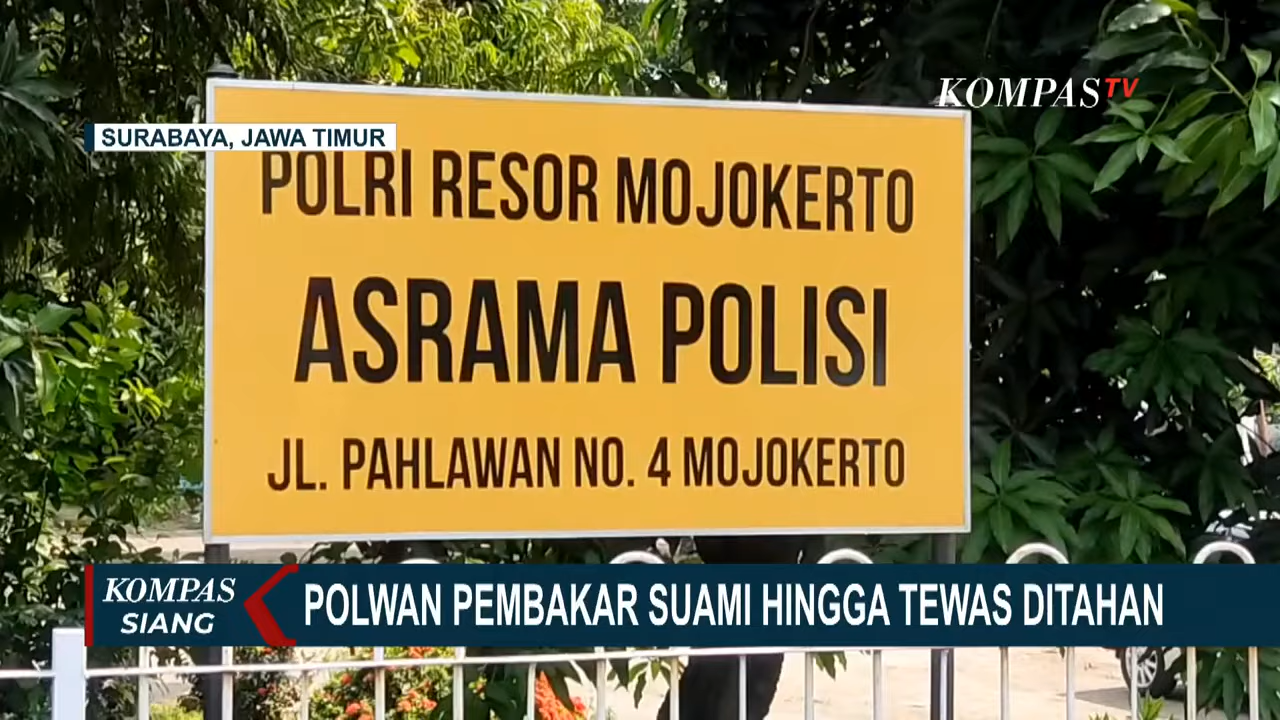 KOMPASTV
SURABAYA, JAWA TIMUR
POLRI RESOR MOJOKERTO
ASRAMA POLISI
JL. PAHLAWAN NO. 4 MOJOKERTO
KOMPAS
SIANG
POLWAN PEMBAKAR SUAMI HINGGA TEWAS DITAHAN